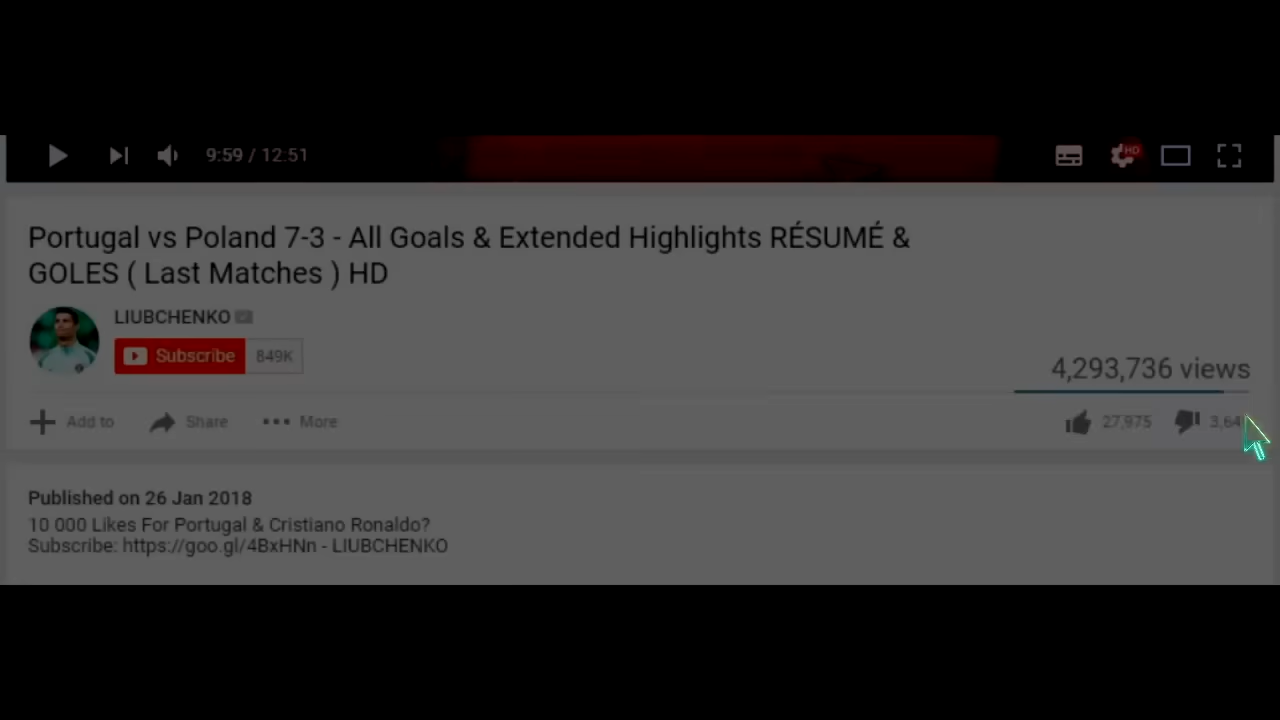 9:59 / 12:51
HD
Portugal vs Poland 7-3 - All Goals & Extended Highlights RÉSUMÉ &
GOLES ( Last Matches ) HD
LIUBCHENKO
Subscribe 849K
4,293,736 views
Add to Share More 27,975
Published on 26 Jan 2018
10 000 Likes For Portugal & Cristiano Ronaldo?
Subscribe: https://goo.gl/4BxHNn - LIUBCHENKO